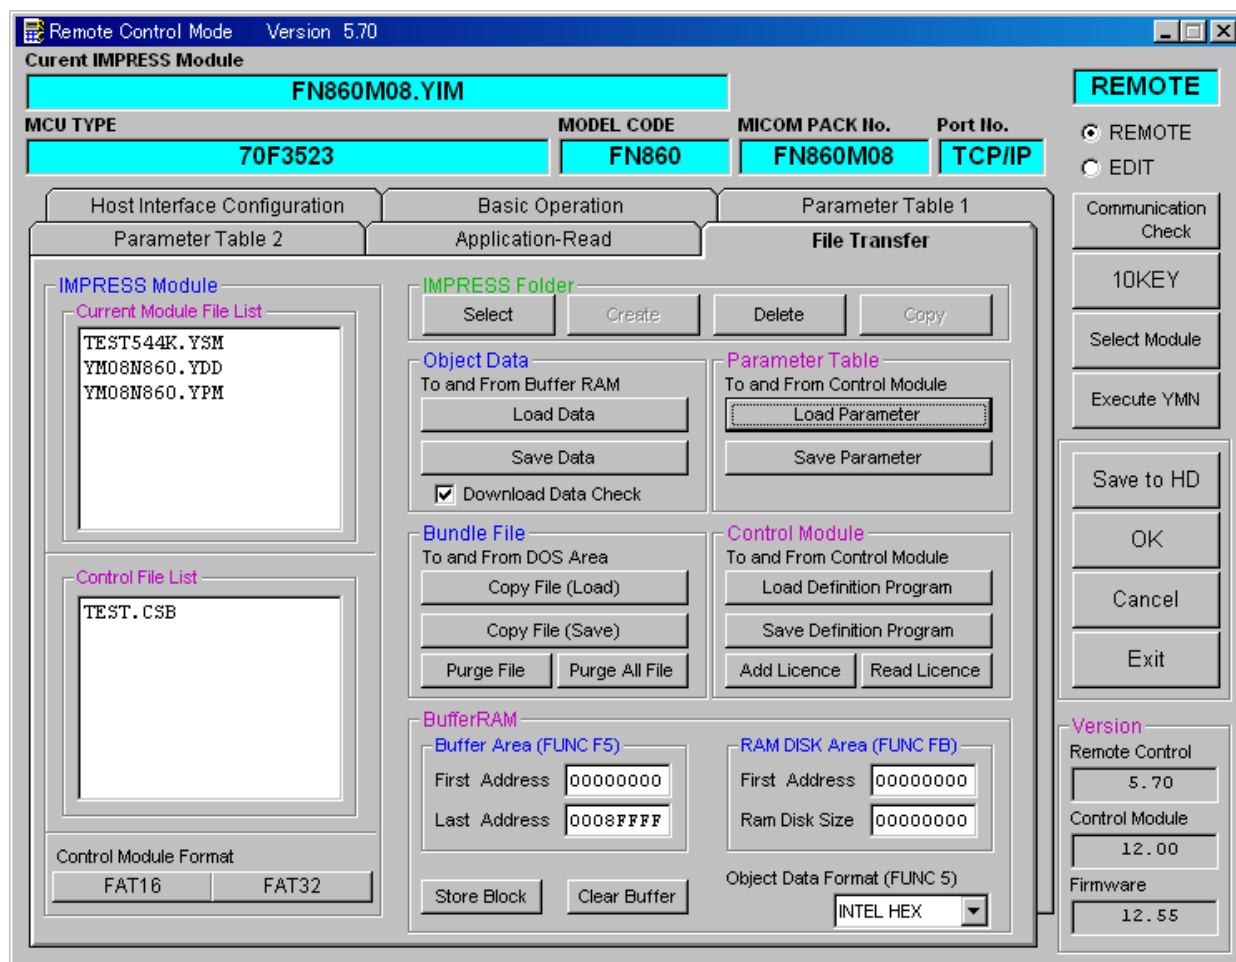 Remote Control Mode Version 5.70
Curent IMPRESS Module
FN860M08.YIM
REMOTE
MCU TYPE MODEL CODE MICOM PACK No. Port No.
70F3523 FN860 FN860M08 TCP/IP
REMOTE
EDIT
Host Interface Configuration Basic Operation Parameter Table 1
Parameter Table 2 Application-Read File Transfer
Communication
Check
10KEY
Select Module
Execute YMN
Save to HD
OK
Cancel
Exit
IMPRESS Module
Current Module File List
TEST544K.YSM
YM08N860.YDD
YM08N860.YPM
Control File List
TEST.CSB
Control Module Format
FAT16 FAT32
IMPRESS Folder
Select Create Delete Copy
Object Data
To and From Buffer RAM
Load Data
Save Data
Download Data Check
Parameter Table
To and From Control Module
Load Parameter
Save Parameter
Bundle File
To and From DOS Area
Copy File (Load)
Copy File (Save)
Purge File Purge All File
Control Module
To and From Control Module
Load Definition Program
Save Definition Program
Add Licence Read Licence
BufferRAM
Buffer Area (FUNC F5)
First Address 00000000
Last Address 0008FFFF
RAM DISK Area (FUNC FB)
First Address 00000000
Ram Disk Size 00000000
Store Block Clear Buffer
Object Data Format (FUNC 5)
INTEL HEX
Version
Remote Control
5.70
Control Module
12.00
Firmware
12.55